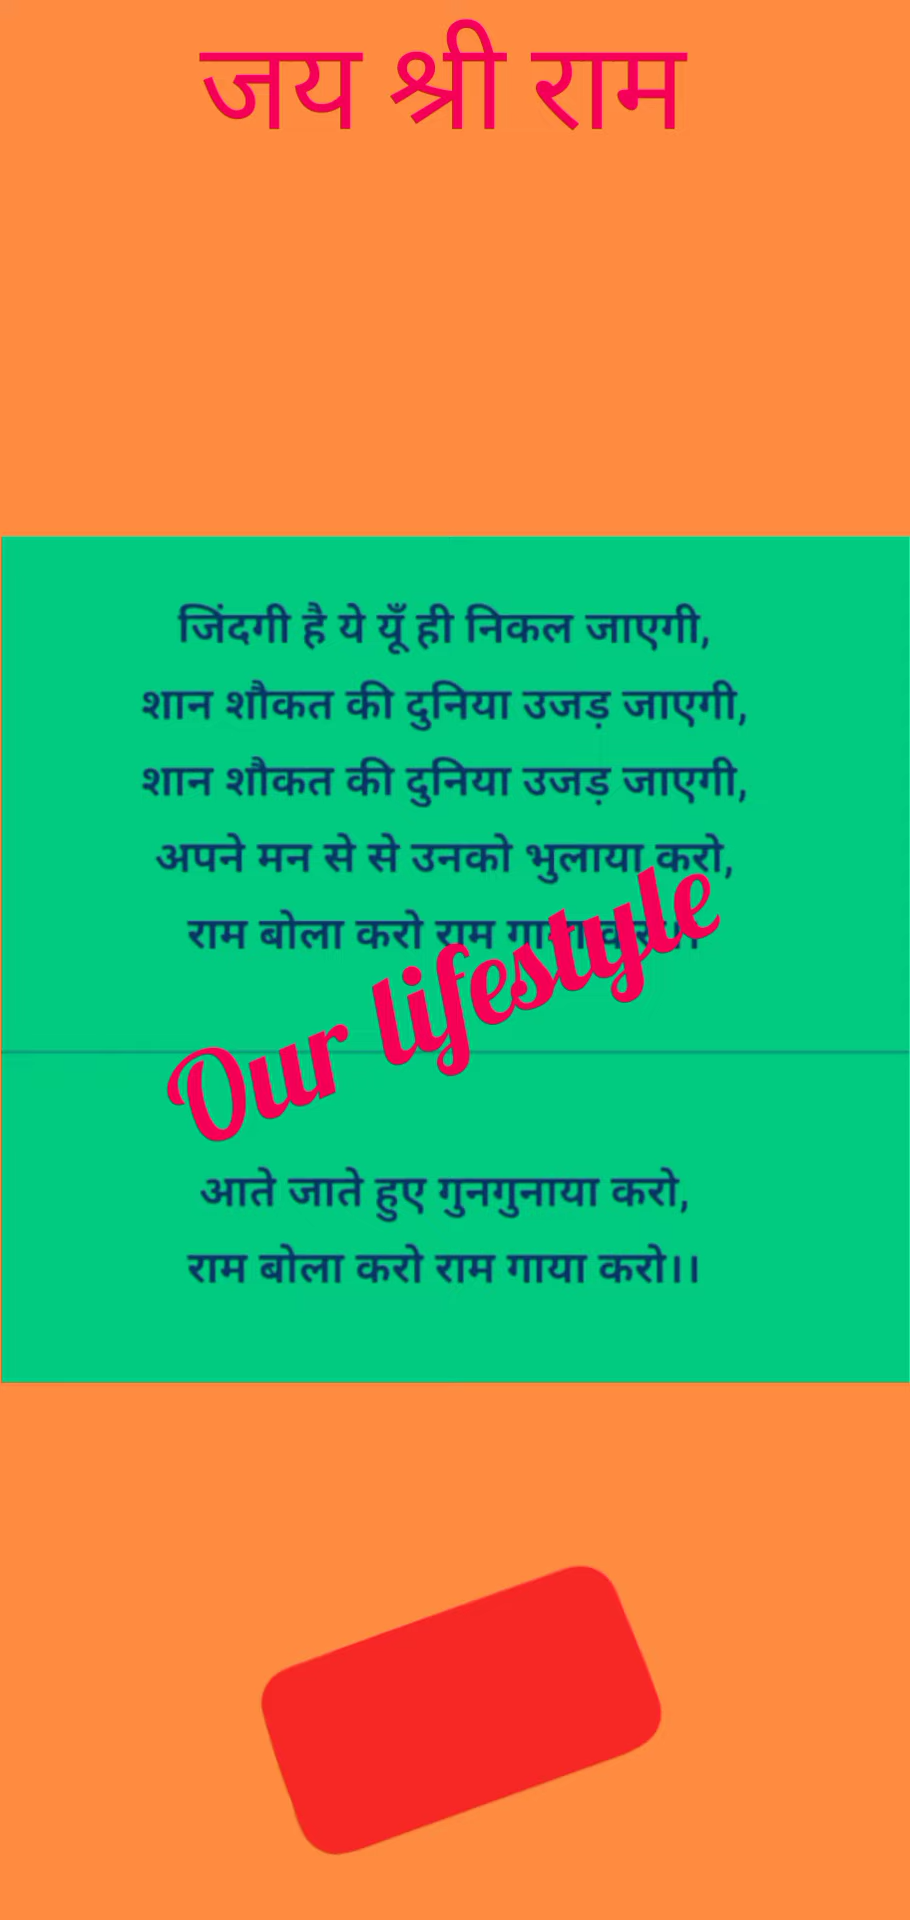 जय श्री राम
जिंदगी है ये यूँ ही निकल जाएगी,
शान शौकत की दुनिया उजड़ जाएगी,
शान शौकत की दुनिया उजड़ जाएगी,
अपने मन से से उनको भुलाया करो,
राम बोला करो राम गाया करो।।
Our lifestyle
आते जाते हुए गुनगुनाया करो,
राम बोला करो राम गाया करो।।